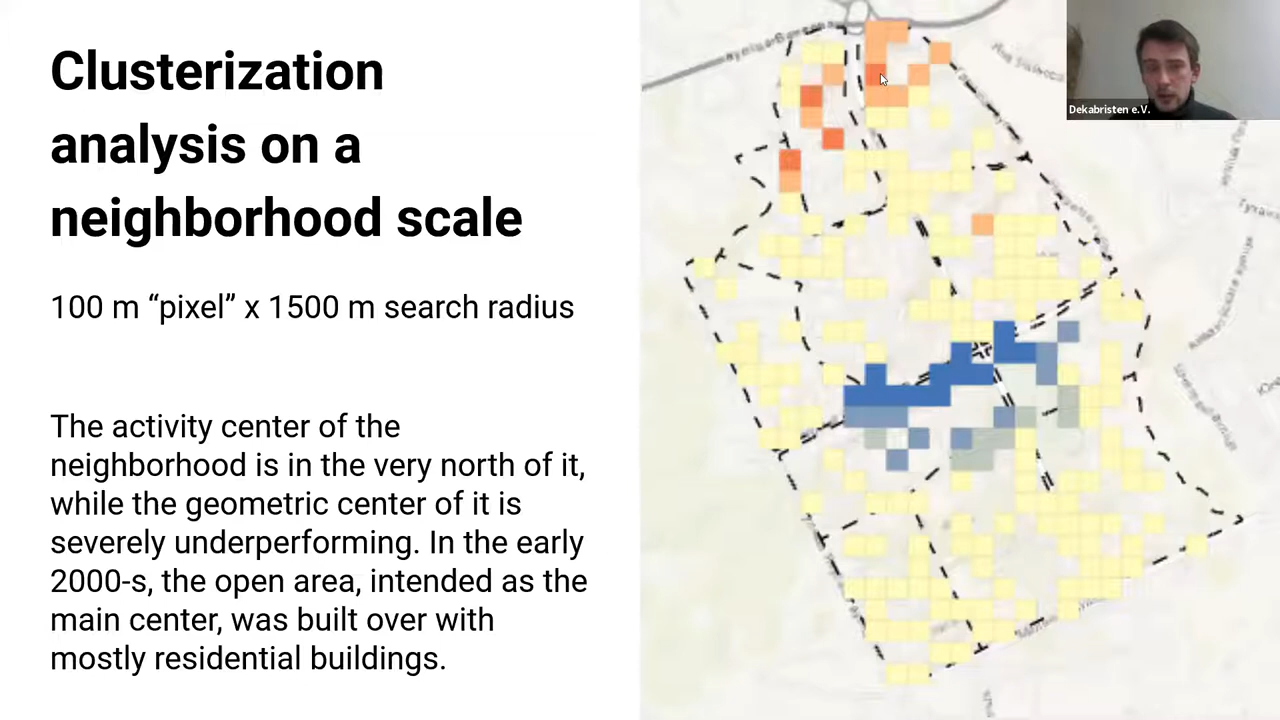 Clusterization
analysis on a
neighborhood scale
100 m “pixel” x 1500 m search radius
The activity center of the
neighborhood is in the very north of it,
while the geometric center of it is
severely underperforming. In the early
2000-s, the open area, intended as the
main center, was built over with
mostly residential buildings.
Dekabristen e.V.